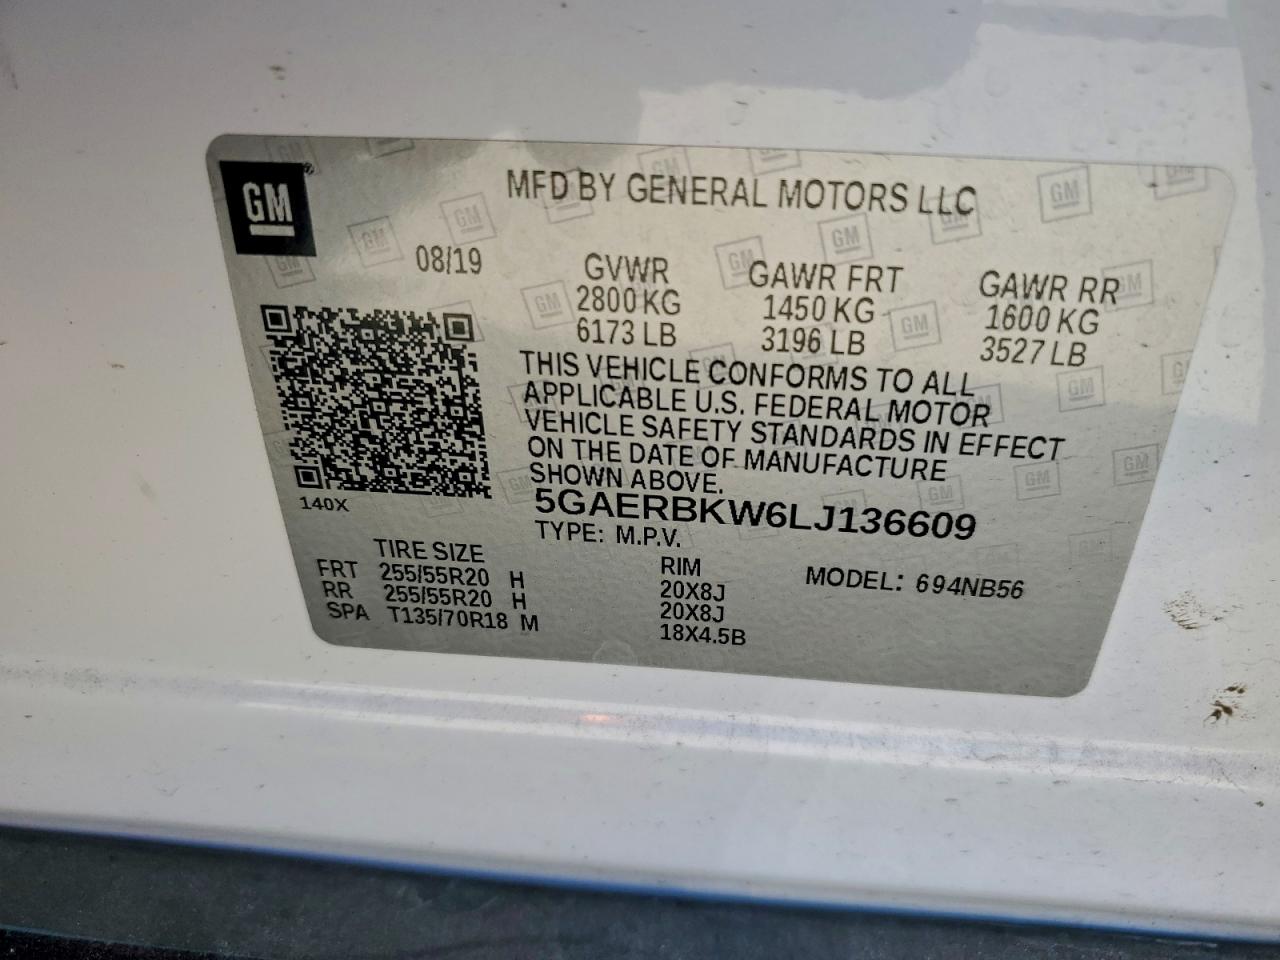 GM
MFD BY GENERAL MOTORS LLC
08/19
GVWR
2800 KG
6173 LB
GAWR FRT
1450 KG
3196 LB
GAWR RR
1600 KG
3527 LB
THIS VEHICLE CONFORMS TO ALL
APPLICABLE U.S. FEDERAL MOTOR
VEHICLE SAFETY STANDARDS IN EFFECT
ON THE DATE OF MANUFACTURE
SHOWN ABOVE.
5GAERBKW6LJ136609
140X
TYPE: M.P.V.
MODEL: 694NB56
TIRE SIZE RIM
FRT 255/55R20 H 20X8J
RR 255/55R20 H 20X8J
SPA T135/70R18 M 18X4.5B